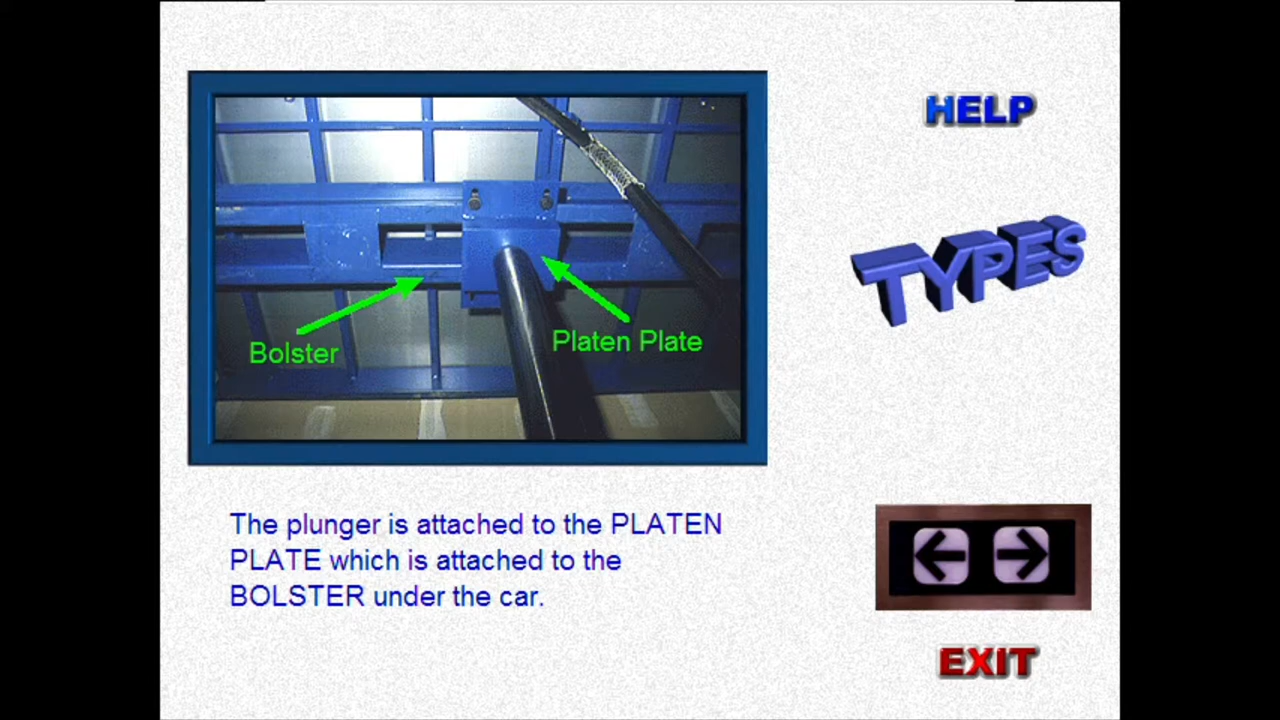 HELP
TYPES
Bolster
Platen Plate
The plunger is attached to the PLATEN
PLATE which is attached to the
BOLSTER under the car.
EXIT